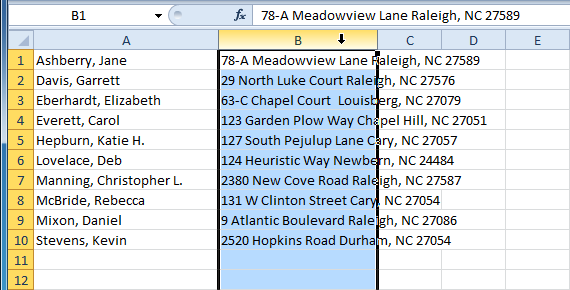 B1 fx 78-A Meadowview Lane Raleigh, NC 27589
A B C D E
1 Ashberry, Jane 78-A Meadowview Lane Raleigh, NC 27589
2 Davis, Garrett 29 North Luke Court Raleigh, NC 27576
3 Eberhardt, Elizabeth 63-C Chapel Court  Louisberg, NC 27079
4 Everett, Carol 123 Garden Plow Way Chapel Hill, NC 27051
5 Hepburn, Katie H. 127 South Pejulup Lane Cary, NC 27057
6 Lovelace, Deb 124 Heuristic Way Newbern, NC 24484
7 Manning, Christopher L. 2380 New Cove Road Raleigh, NC 27587
8 McBride, Rebecca 131 W Clinton Street Cary, NC 27054
9 Mixon, Daniel 9 Atlantic Boulevard Raleigh, NC 27086
10 Stevens, Kevin 2520 Hopkins Road Durham, NC 27054
11
12